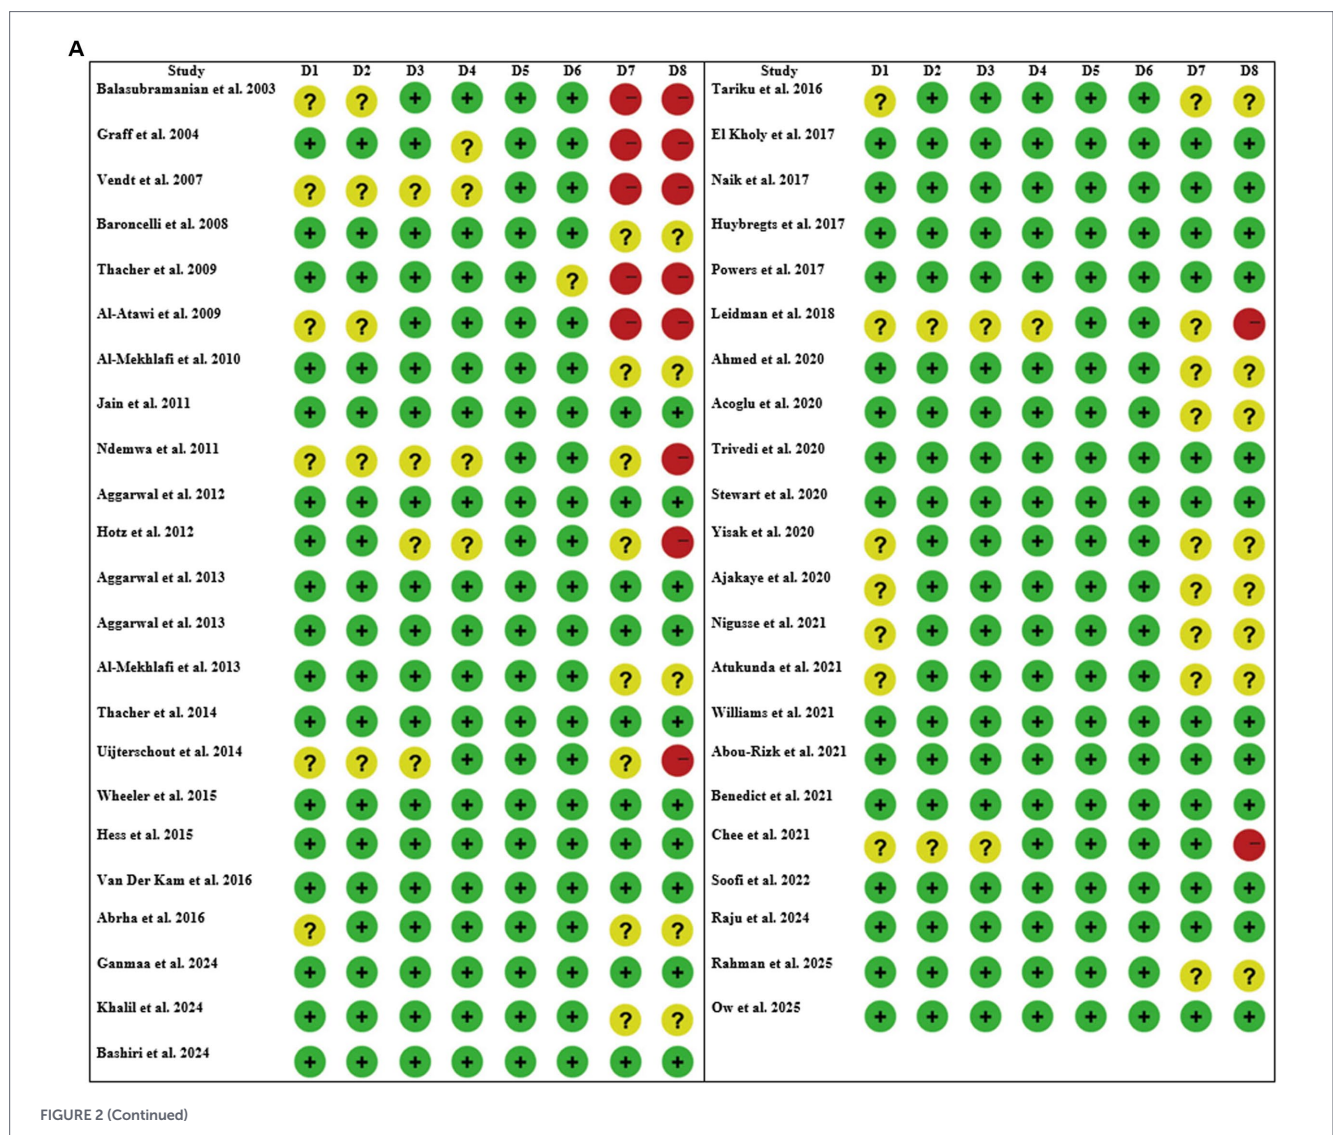 A
Study D1 D2 D3 D4 D5 D6 D7 D8
Balasubramanian et al. 2003 ? ? + + + + − −
Graff et al. 2004 + + + ? + + − −
Vendt et al. 2007 ? ? ? ? + + − −
Baroncelli et al. 2008 + + + + + + ? ?
Thacher et al. 2009 + + + + + ? − −
Al-Atawi et al. 2009 ? ? + + + + − −
Al-Mekhlafi et al. 2010 + + + + + + ? ?
Jain et al. 2011 + + + + + + + +
Ndemwa et al. 2011 ? ? ? ? + + ? −
Aggarwal et al. 2012 + + + + + + + +
Hotz et al. 2012 + + ? ? + + ? −
Aggarwal et al. 2013 + + + + + + + +
Aggarwal et al. 2013 + + + + + + + +
Al-Mekhlafi et al. 2013 + + + + + + ? ?
Thacher et al. 2014 + + + + + + + +
Uijterschout et al. 2014 ? ? ? + + + ? −
Wheeler et al. 2015 + + + + + + + +
Hess et al. 2015 + + + + + + + +
Van Der Kam et al. 2016 + + + + + + + +
Abrha et al. 2016 ? + + + + + ? ?
Ganmaa et al. 2024 + + + + + + + +
Khalil et al. 2024 + + + + + + ? ?
Bashiri et al. 2024 + + + + + + + +
Study D1 D2 D3 D4 D5 D6 D7 D8
Tariku et al. 2016 ? + + + + + ? ?
El Kholy et al. 2017 + + + + + + + +
Naik et al. 2017 + + + + + + + +
Huybregts et al. 2017 + + + + + + + +
Powers et al. 2017 + + + + + + + +
Leidman et al. 2018 ? ? ? ? + + ? −
Ahmed et al. 2020 + + + + + + ? ?
Acoglu et al. 2020 + + + + + + ? ?
Trivedi et al. 2020 + + + + + + + +
Stewart et al. 2020 + + + + + + + +
Yisak et al. 2020 ? + + + + + ? ?
Ajakaye et al. 2020 ? + + + + + ? ?
Nigusse et al. 2021 ? + + + + + ? ?
Atukunda et al. 2021 ? + + + + + ? ?
Williams et al. 2021 + + + + + + + +
Abou-Rizk et al. 2021 + + + + + + + +
Benedict et al. 2021 + + + + + + + +
Chee et al. 2021 ? ? ? + + + + −
Soofi et al. 2022 + + + + + + + +
Raju et al. 2024 + + + + + + + +
Rahman et al. 2025 + + + + + + ? ?
Ow et al. 2025 + + + + + + + +
FIGURE 2 (Continued)